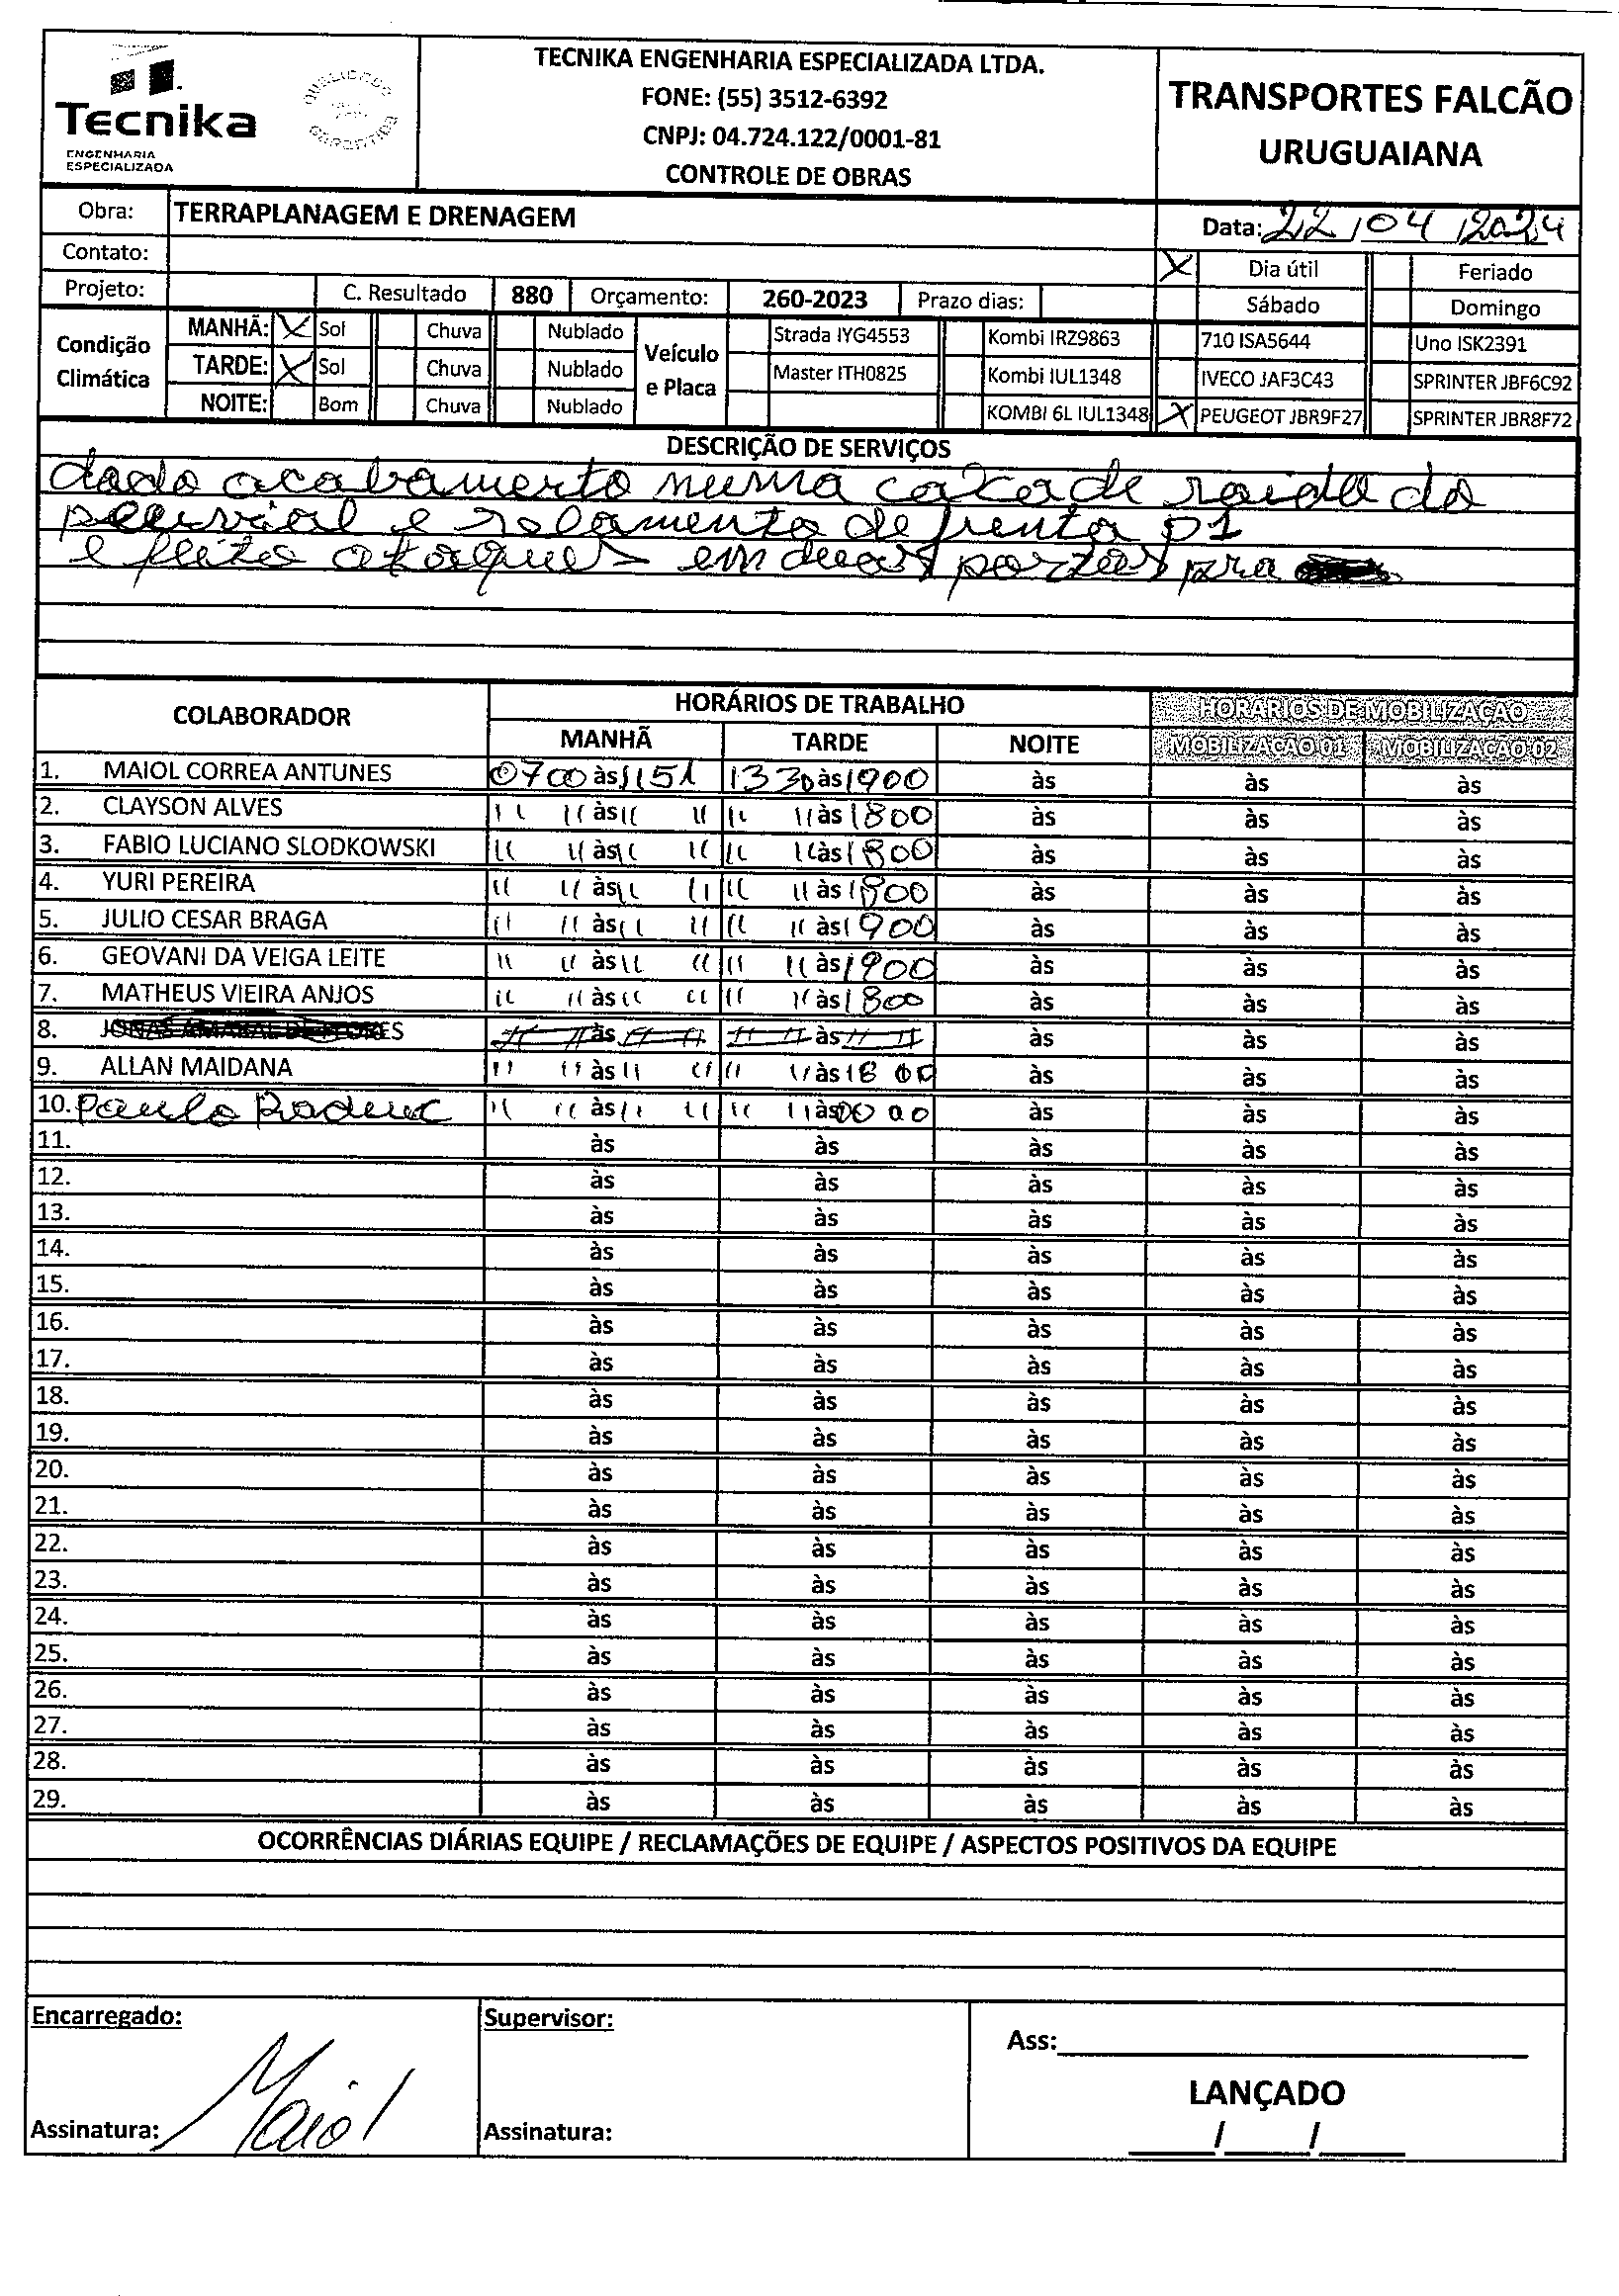 Tecnika
ENGENHARIA
ESPECIALIZADA
TECNIKA ENGENHARIA ESPECIALIZADA LTDA.
FONE: (55) 3512-6392
CNPJ: 04.724.122/0001-81
CONTROLE DE OBRAS
TRANSPORTES FALCÃO
URUGUAIANA
Obra: TERRAPLANAGEM E DRENAGEM
Data: 22/04/2024
Contato:
Dia útil Feriado
Projeto: C. Resultado 880 Orçamento: 260-2023 Prazo dias:
Sábado Domingo
Condição Climática
MANHÃ: X Sol Chuva Nublado
TARDE: X Sol Chuva Nublado
NOITE: Bom Chuva Nublado
Veículo e Placa
Strada IYG4553 Kombi IRZ9863 710 ISA5644 Uno ISK2391
Master ITH0825 Kombi IUL1348 IVECO JAF3C43 SPRINTER JBF6C92
KOMBI 6L IUL1348 X PEUGEOT JBR9F27 SPRINTER JBR8F72
DESCRIÇÃO DE SERVIÇOS
dado acabamento numa caixa de saida do
pluvial e rolamento de frenta 01
e feito ataques em duas portas pra
COLABORADOR HORÁRIOS DE TRABALHO HORÁRIOS DE MOBILIZAÇÃO
MANHÃ TARDE NOITE MOBILIZAÇÃO 01 MOBILIZAÇÃO 02
1. MAIOL CORREA ANTUNES 0700 às 1151 1330 às 1900 às às às
2. CLAYSON ALVES " " às " " " " às 1800 às às às
3. FABIO LUCIANO SLODKOWSKI " " às " " " " às 1800 às às às
4. YURI PEREIRA " " às " " " " às 1800 às às às
5. JULIO CESAR BRAGA " " às " " " " às 1900 às às às
6. GEOVANI DA VEIGA LEITE " " às " " " " às 1900 às às às
7. MATHEUS VIEIRA ANJOS " " às " " " " às 1800 às às às
8. às às às às às
9. ALLAN MAIDANA " " às " " " " às 1800 às às às
10. Paulo " " às " " " " às às às às
11. às às às às às
12. às às às às às
13. às às às às às
14. às às às às às
15. às às às às às
16. às às às às às
17. às às às às às
18. às às às às às
19. às às às às às
20. às às às às às
21. às às às às às
22. às às às às às
23. às às às às às
24. às às às às às
25. às às às às às
26. às às às às às
27. às às às às às
28. às às às às às
29. às às às às às
OCORRÊNCIAS DIÁRIAS EQUIPE / RECLAMAÇÕES DE EQUIPE / ASPECTOS POSITIVOS DA EQUIPE
Encarregado: Supervisor: Ass:
LANÇADO
Assinatura: Maiol Assinatura: / /